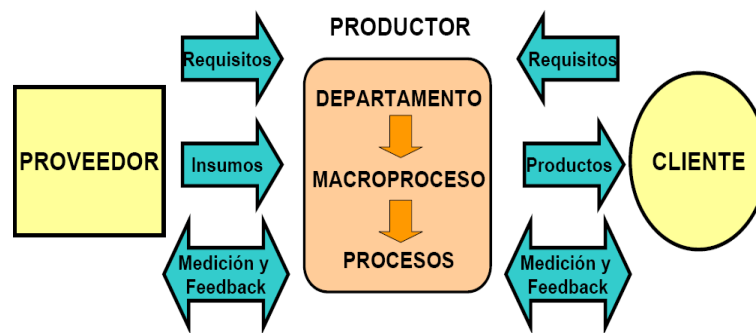 PRODUCTOR
Requisitos
Requisitos
DEPARTAMENTO
PROVEEDOR
Insumos
MACROPROCESO
Productos
CLIENTE
Medición y
Feedback
PROCESOS
Medición y
Feedback